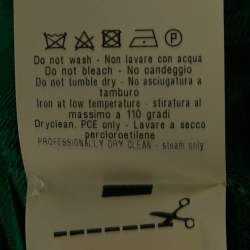 P
Do not wash - Non lavare con acqua
Do not bleach - No candeggio
Do not tumble dry - No asciugatura a
tamburo
Iron at low temperature - stiratura al
massimo a 110 gradi
Dryclean. PCE only - Lavare a secco
percloroetilene
PROFESSIONALLY DRY CLEAN - steam only